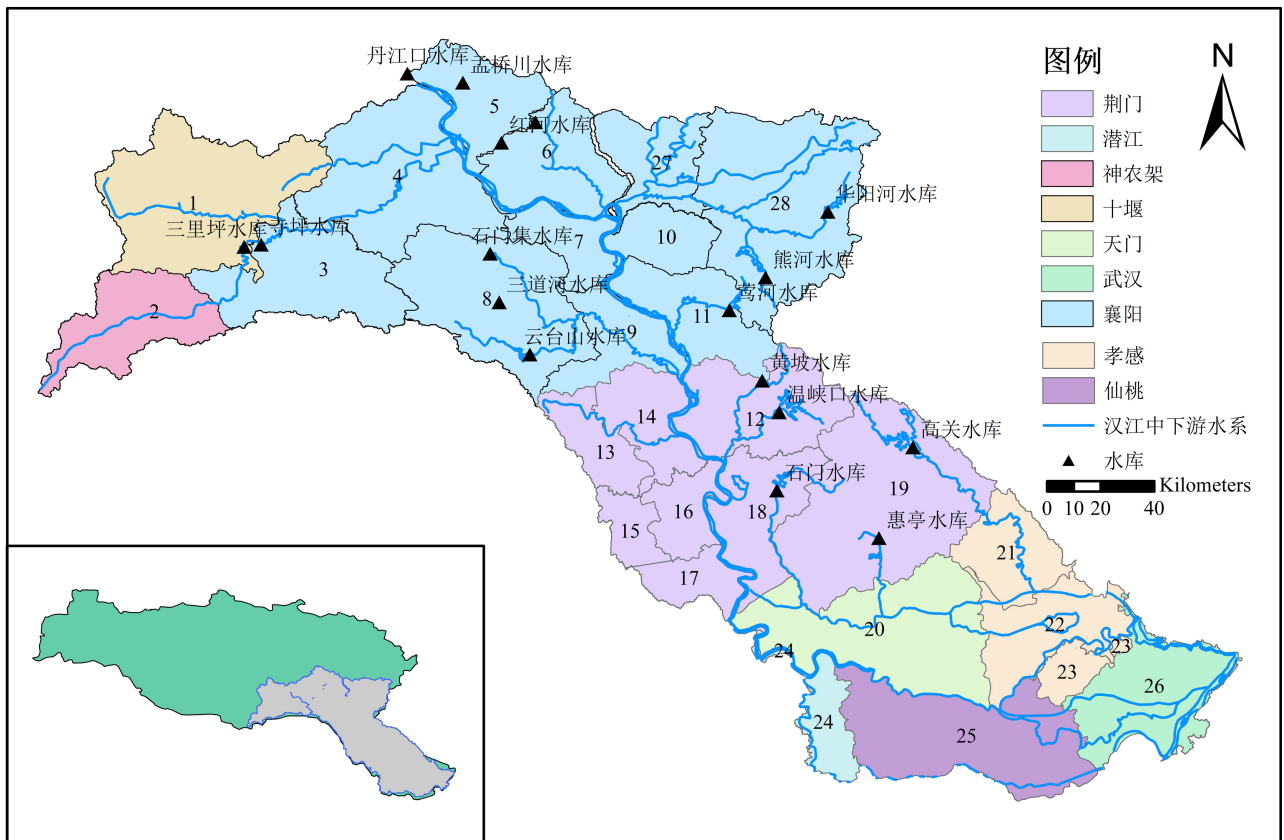 丹江口水库
孟桥川水库
5
红河水库
6
27
4
28
华阳河水库
1
三里坪水库
寺坪水库
3
石门集水库
7
10
熊河水库
2
三道河水库
8
莺河水库
11
9
云台山水库
黄坡水库
温峡口水库
12
14
13
高关水库
石门水库
19
18
16
15
惠亭水库
17
21
20
22
23
23
24
24
25
26
图例
荆门
潜江
神农架
十堰
天门
武汉
襄阳
孝感
仙桃
汉江中下游水系
水库
Kilometers
0 10 20 40
N